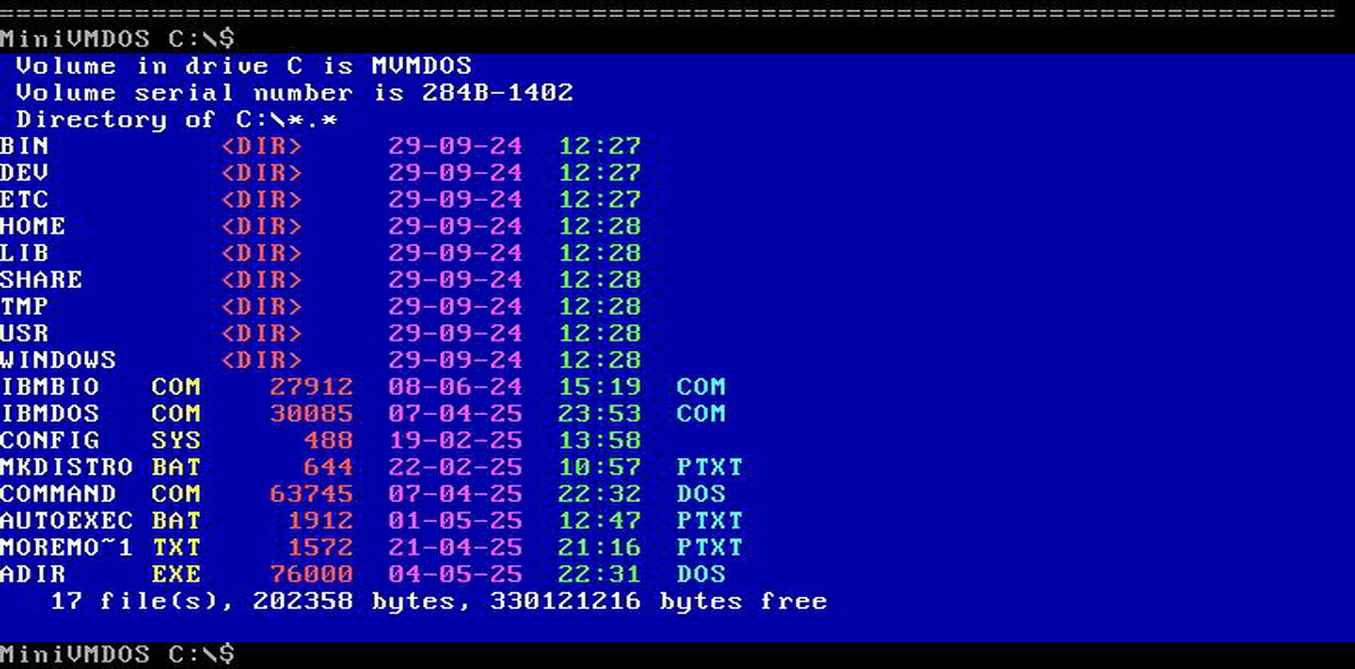 ================================================================================
MiniVMDOS C:\$
 Volume in drive C is MVMDOS
 Volume serial number is 284B-1402
 Directory of C:\*.*
BIN          <DIR>     29-09-24  12:27
DEV          <DIR>     29-09-24  12:27
ETC          <DIR>     29-09-24  12:27
HOME         <DIR>     29-09-24  12:28
LIB          <DIR>     29-09-24  12:28
SHARE        <DIR>     29-09-24  12:28
TMP          <DIR>     29-09-24  12:28
USR          <DIR>     29-09-24  12:28
WINDOWS      <DIR>     29-09-24  12:28
IBMBIO   COM    27912  08-06-24  15:19  COM
IBMDOS   COM    30085  07-04-25  23:53  COM
CONFIG   SYS      488  19-02-25  13:58
MKDISTRO BAT      644  22-02-25  10:57  PTXT
COMMAND  COM    63745  07-04-25  22:32  DOS
AUTOEXEC BAT     1912  01-05-25  12:47  PTXT
MOREMO~1 TXT     1572  21-04-25  21:16  PTXT
ADIR     EXE    76000  04-05-25  22:31  DOS
   17 file(s), 202358 bytes, 330121216 bytes free
MiniVMDOS C:\$